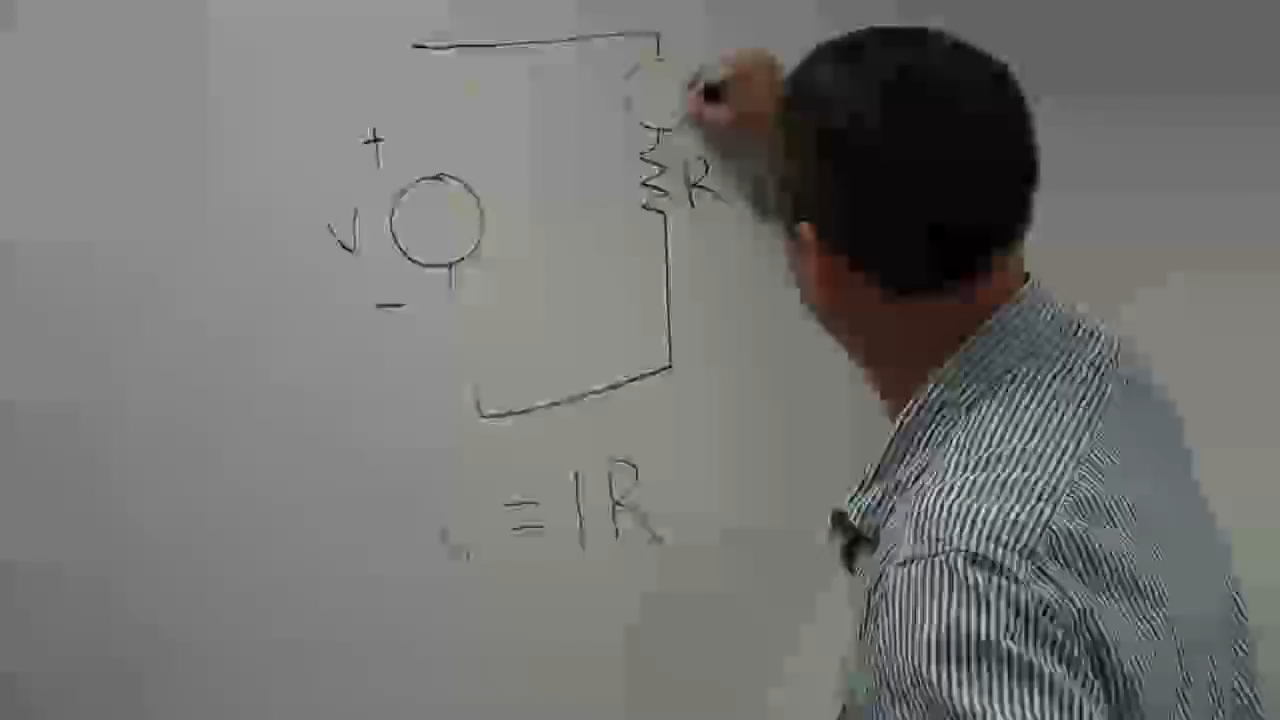 +
V
R
−
= IR